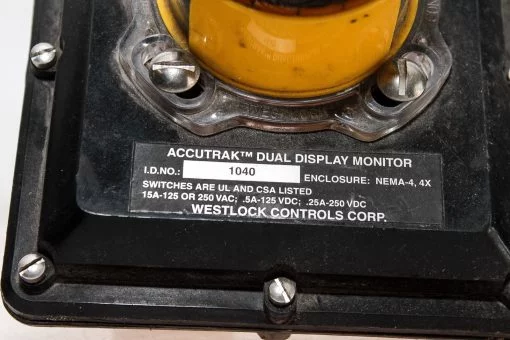 ACCUTRAK™ DUAL DISPLAY MONITOR
I.D.NO.: 1040 ENCLOSURE: NEMA-4, 4X
SWITCHES ARE UL AND CSA LISTED
15A-125 OR 250 VAC; .5A-125 VDC; .25A-250 VDC
WESTLOCK CONTROLS CORP.